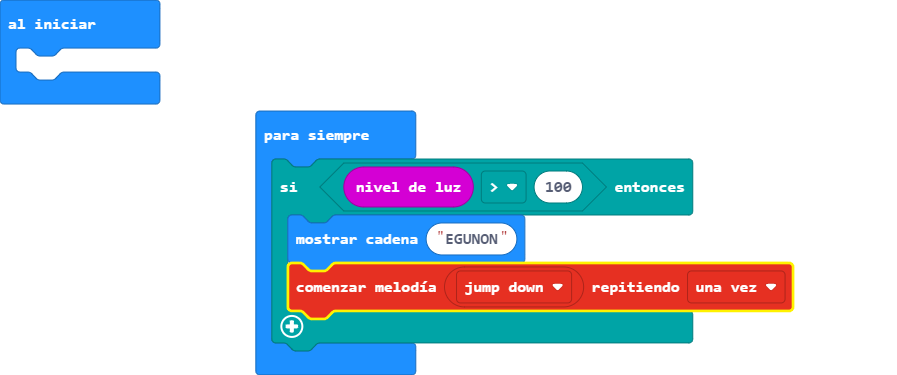 al iniciar
para siempre
si nivel de luz > 100 entonces
mostrar cadena "EGUNON"
comenzar melodía jump down repitiendo una vez